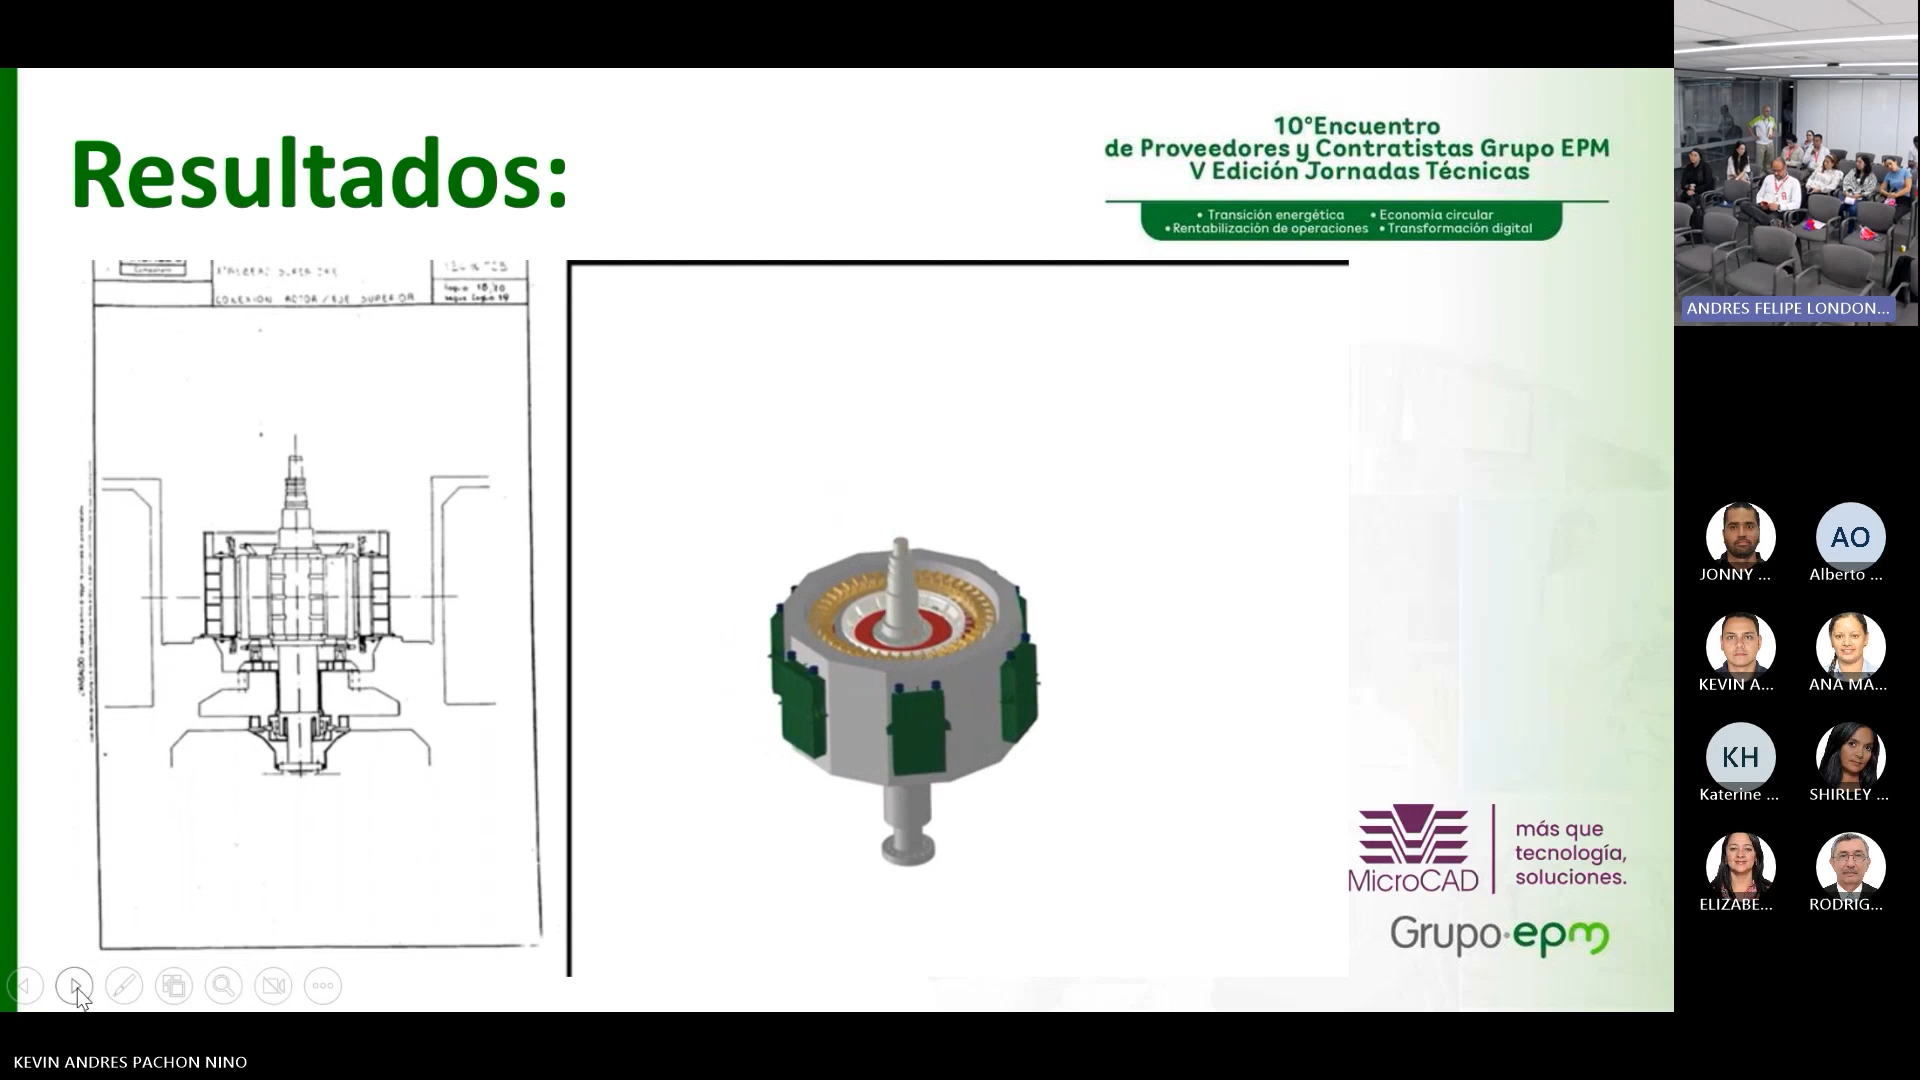 Resultados:
10°Encuentro
de Proveedores y Contratistas Grupo EPM
V Edición Jornadas Técnicas
• Transición energética • Economía circular
• Rentabilización de operaciones • Transformación digital
CONEXION ROTOR / EJE SUPERIOR
MicroCAD
más que
tecnología,
soluciones.
Grupo·epm
ANDRES FELIPE LONDON...
JONNY ...
Alberto ...
AO
KEVIN A...
ANA MA...
KH
Katerine ...
SHIRLEY ...
ELIZABE...
RODRIG...
KEVIN ANDRES PACHON NINO